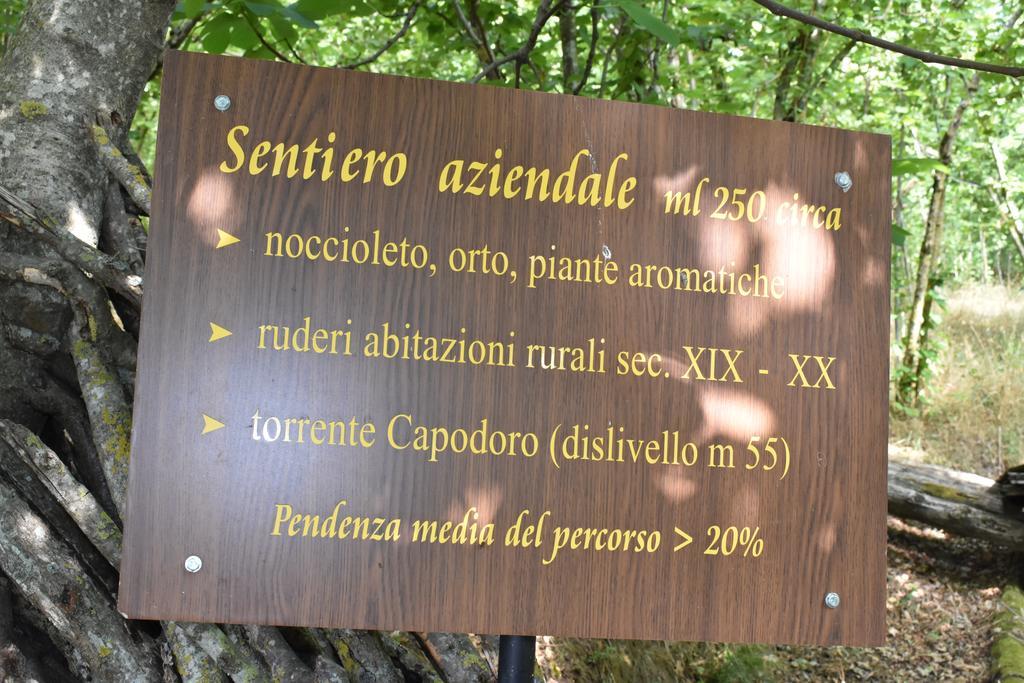 Sentiero aziendale ml 250 circa
➤ noccioleto, orto, piante aromatiche
➤ ruderi abitazioni rurali sec. XIX - XX
➤ torrente Capodoro (dislivello m 55)
Pendenza media del percorso > 20%